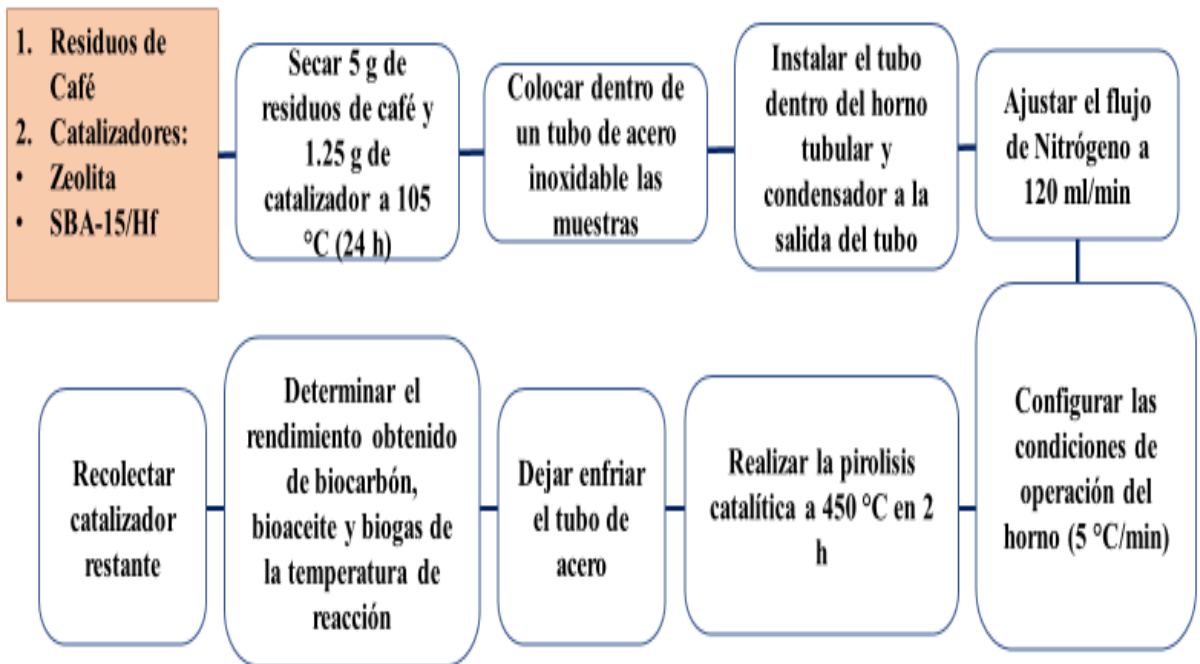 1. Residuos de
Café
2. Catalizadores:
• Zeolita
• SBA-15/Hf
Secar 5 g de
residuos de café y
1.25 g de
catalizador a 105
°C (24 h)
Colocar dentro de
un tubo de acero
inoxidable las
muestras
Instalar el tubo
dentro del horno
tubular y
condensador a la
salida del tubo
Ajustar el flujo
de Nitrógeno a
120 ml/min
Configurar las
condiciones de
operación del
horno (5 °C/min)
Realizar la pirolisis
catalítica a 450 °C en 2
h
Dejar enfriar
el tubo de
acero
Determinar el
rendimiento obtenido
de biocarbón,
bioaceite y biogas de
la temperatura de
reacción
Recolectar
catalizador
restante